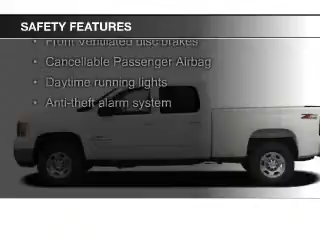 SAFETY FEATURES
• Front Ventilated disc brakes
• Cancellable Passenger Airbag
• Daytime running lights
• Anti-theft alarm system